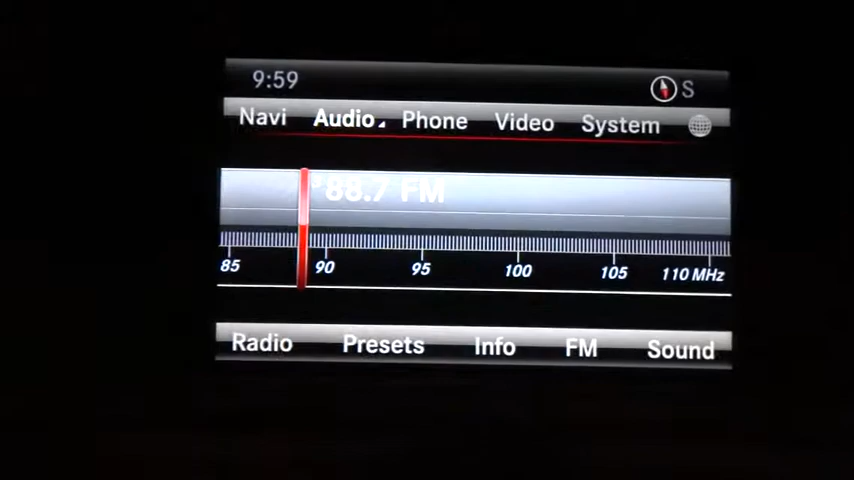 9:59 S
Navi Audio Phone Video System
88.7 FM
85 90 95 100 105 110 MHz
Radio Presets Info FM Sound